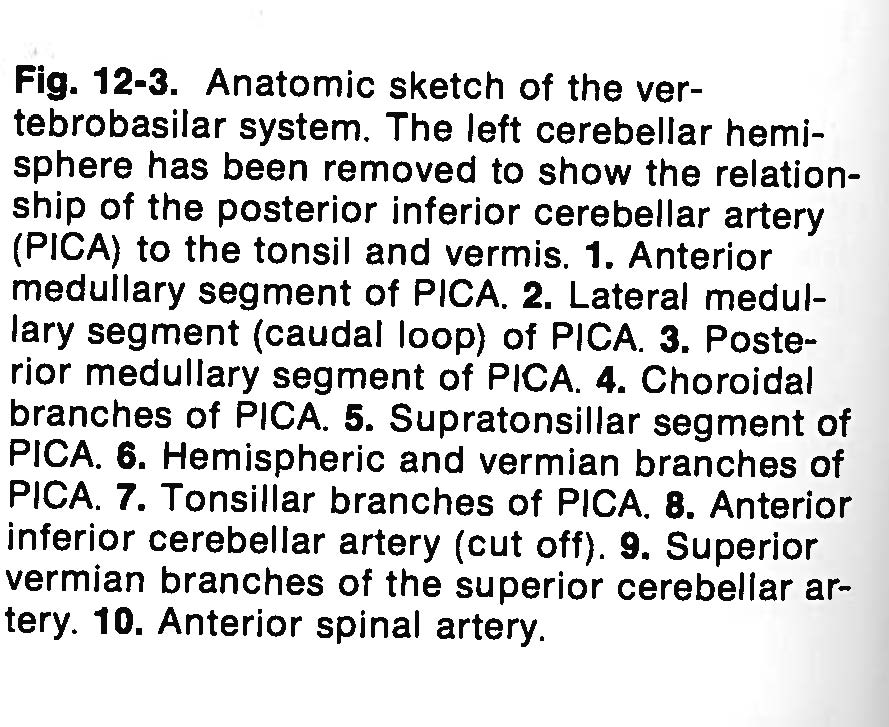 Fig. 12-3. Anatomic sketch of the ver-
tebrobasilar system. The left cerebellar hemi-
sphere has been removed to show the relation-
ship of the posterior inferior cerebellar artery
(PICA) to the tonsil and vermis. 1. Anterior
medullary segment of PICA. 2. Lateral medul-
lary segment (caudal loop) of PICA. 3. Poste-
rior medullary segment of PICA. 4. Choroidal
branches of PICA. 5. Supratonsillar segment of
PICA. 6. Hemispheric and vermian branches of
PICA. 7. Tonsillar branches of PICA. 8. Anterior
inferior cerebellar artery (cut off). 9. Superior
vermian branches of the superior cerebellar ar-
tery. 10. Anterior spinal artery.